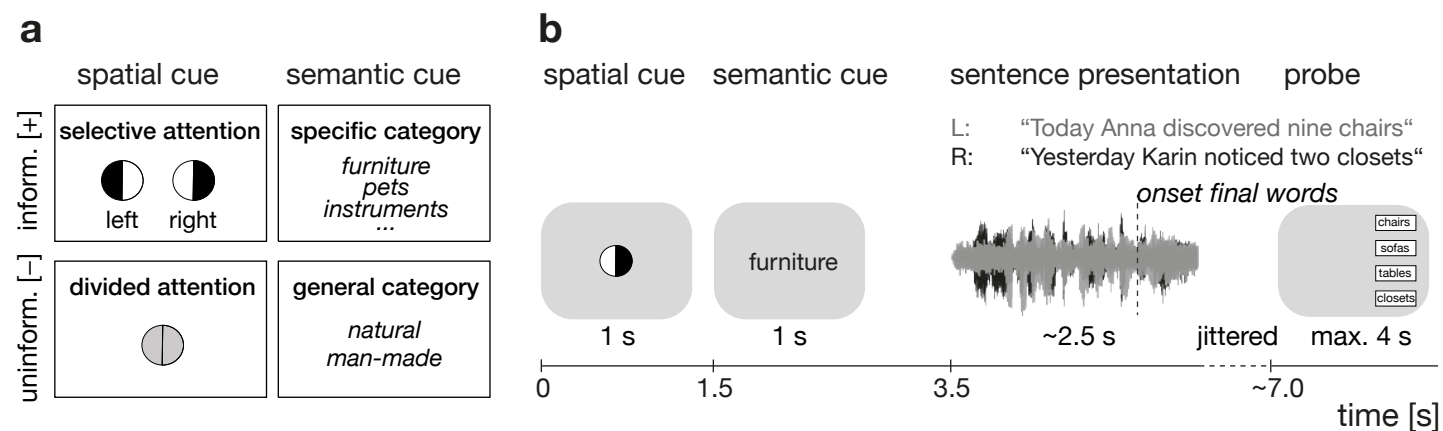 a
spatial cue semantic cue
inform. [+]
selective attention
left right
specific category
furniture
pets
instruments
...
uninform. [–]
divided attention
general category
natural
man-made
b
spatial cue semantic cue sentence presentation probe
L: “Today Anna discovered nine chairs“
R: “Yesterday Karin noticed two closets“
onset final words
furniture
chairs
sofas
tables
closets
1 s 1 s ~2.5 s jittered max. 4 s
0 1.5 3.5 ~7.0
time [s]